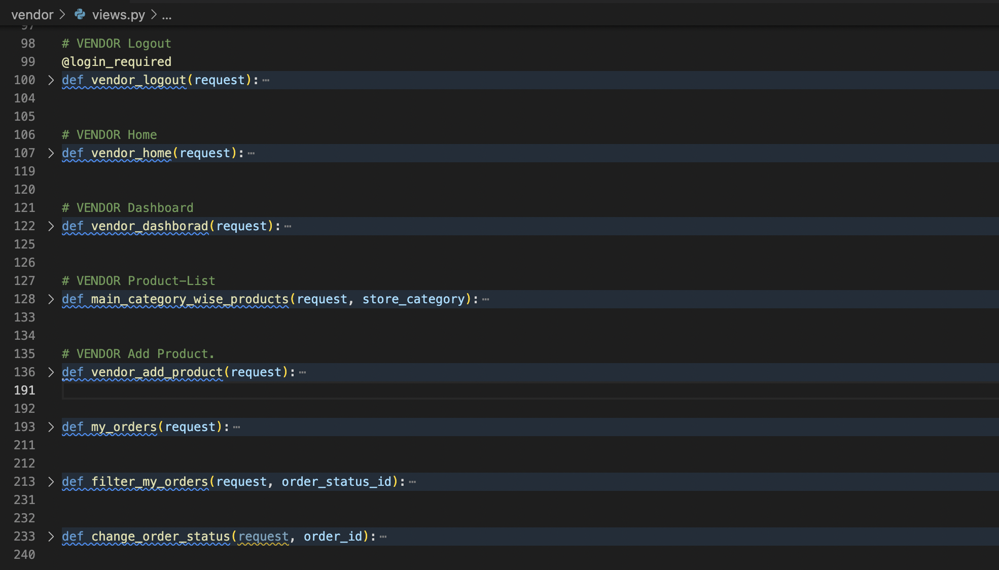 vendor > views.py > ...
97
98 # VENDOR Logout
99 @login_required
100 > def vendor_logout(request):⋯
104
105
106 # VENDOR Home
107 > def vendor_home(request):⋯
119
120
121 # VENDOR Dashboard
122 > def vendor_dashborad(request):⋯
125
126
127 # VENDOR Product-List
128 > def main_category_wise_products(request, store_category):⋯
133
134
135 # VENDOR Add Product.
136 > def vendor_add_product(request):⋯
191
192
193 > def my_orders(request):⋯
211
212
213 > def filter_my_orders(request, order_status_id):⋯
231
232
233 > def change_order_status(request, order_id):⋯
240